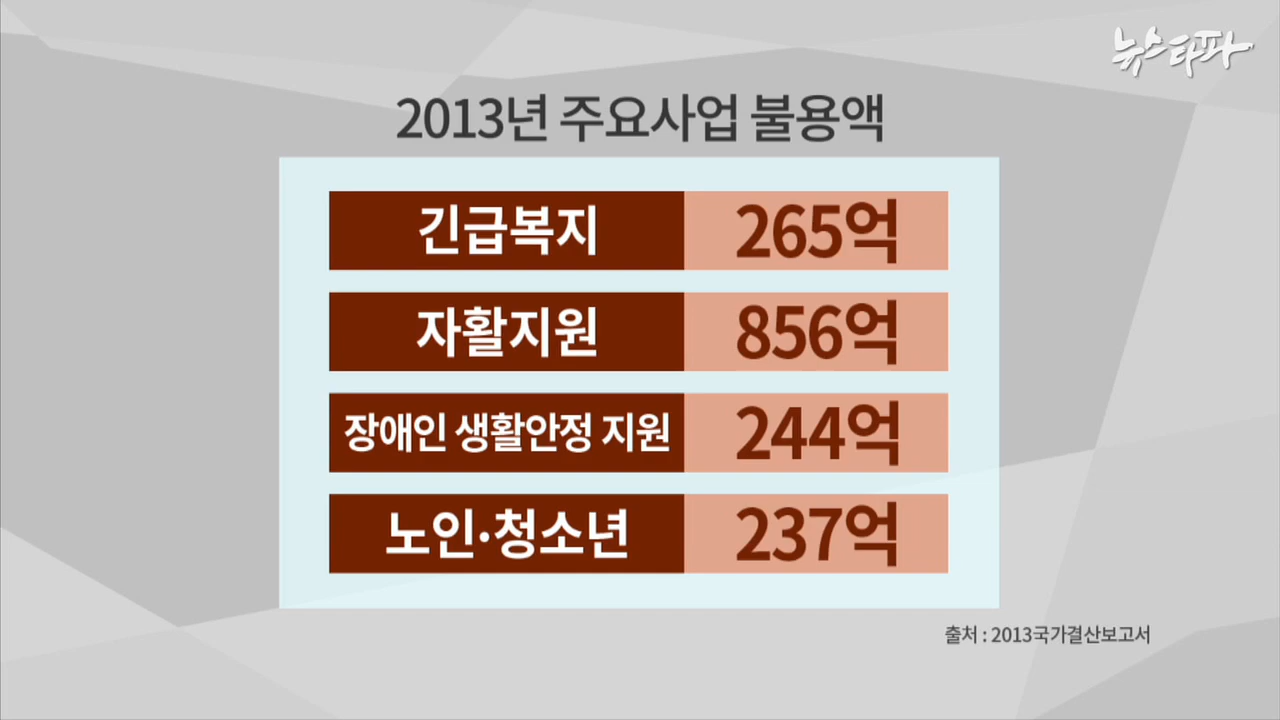 뉴스타파
2013년 주요사업 불용액
긴급복지 265억
자활지원 856억
장애인 생활안정 지원 244억
노인·청소년 237억
출처 : 2013국가결산보고서